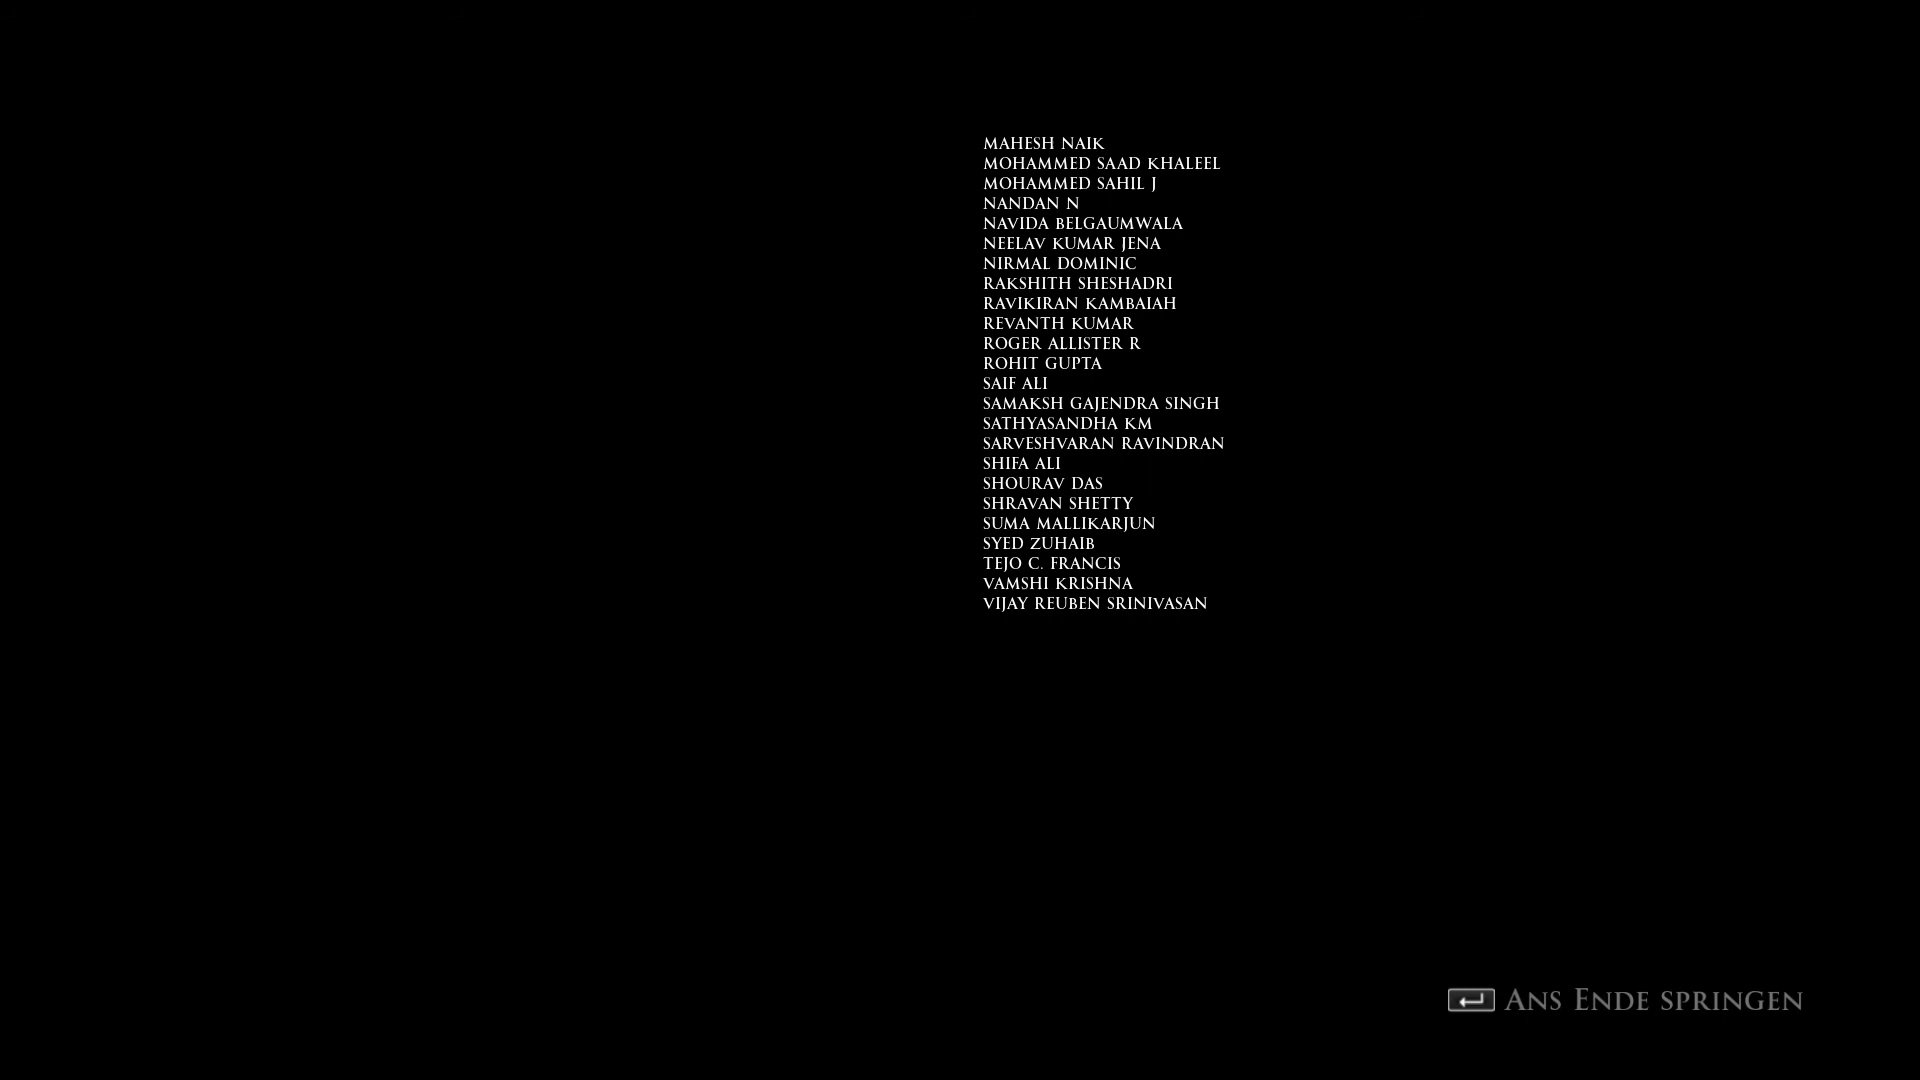 MAHESH NAIK
MOHAMMED SAAD KHALEEL
MOHAMMED SAHIL J
NANDAN N
NAVIDA BELGAUMWALA
NEELAV KUMAR JENA
NIRMAL DOMINIC
RAKSHITH SHESHADRI
RAVIKIRAN KAMBAIAH
REVANTH KUMAR
ROGER ALLISTER R
ROHIT GUPTA
SAIF ALI
SAMAKSH GAJENDRA SINGH
SATHYASANDHA KM
SARVESHVARAN RAVINDRAN
SHIFA ALI
SHOURAV DAS
SHRAVAN SHETTY
SUMA MALLIKARJUN
SYED ZUHAIB
TEJO C. FRANCIS
VAMSHI KRISHNA
VIJAY REUBEN SRINIVASAN
ANS ENDE SPRINGEN